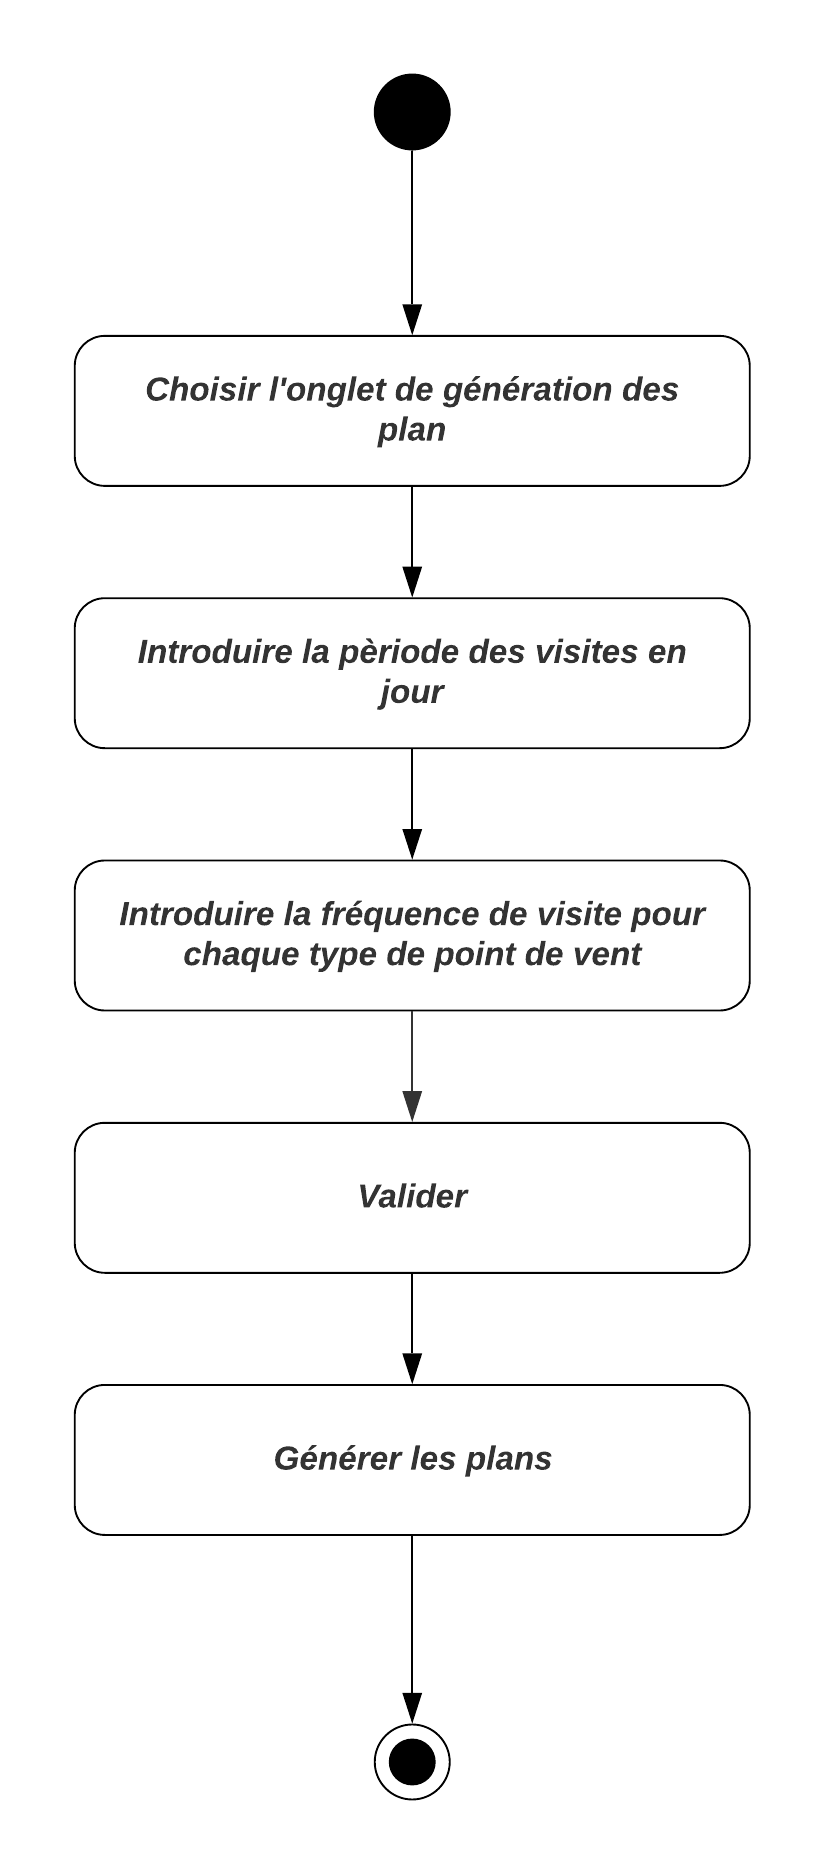 Choisir l'onglet de génération des
plan
Introduire la pèriode des visites en
jour
Introduire la fréquence de visite pour
chaque type de point de vent
Valider
Générer les plans